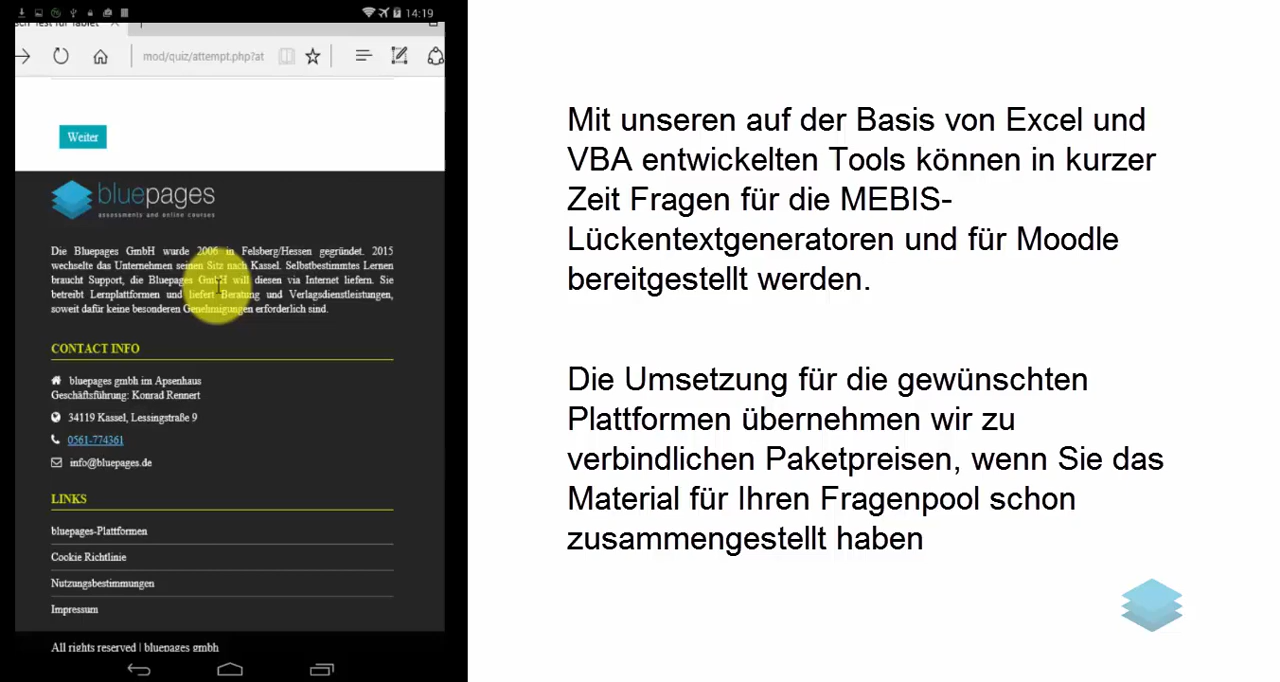 14:19
mod/quiz/attempt.php?at
Weiter
bluepages
assessments and online courses
Die Bluepages GmbH wurde 2006 in Felsberg/Hessen gegründet. 2015
wechselte das Unternehmen seinen Sitz nach Kassel. Selbstbestimmtes Lernen
braucht Support, die Bluepages GmbH will diesen via Internet liefern. Sie
betreibt Lernplattformen und liefert Beratung und Verlagsdienstleistungen,
soweit dafür keine besonderen Genehmigungen erforderlich sind.
CONTACT INFO
bluepages gmbh im Apsenhaus
Geschäftsführung: Konrad Rennert
34119 Kassel, Lessingstraße 9
0561-774361
info@bluepages.de
LINKS
bluepages-Plattformen
Cookie Richtlinie
Nutzungsbestimmungen
Impressum
All rights reserved | bluepages gmbh
Mit unseren auf der Basis von Excel und
VBA entwickelten Tools können in kurzer
Zeit Fragen für die MEBIS-
Lückentextgeneratoren und für Moodle
bereitgestellt werden.
Die Umsetzung für die gewünschten
Plattformen übernehmen wir zu
verbindlichen Paketpreisen, wenn Sie das
Material für Ihren Fragenpool schon
zusammengestellt haben